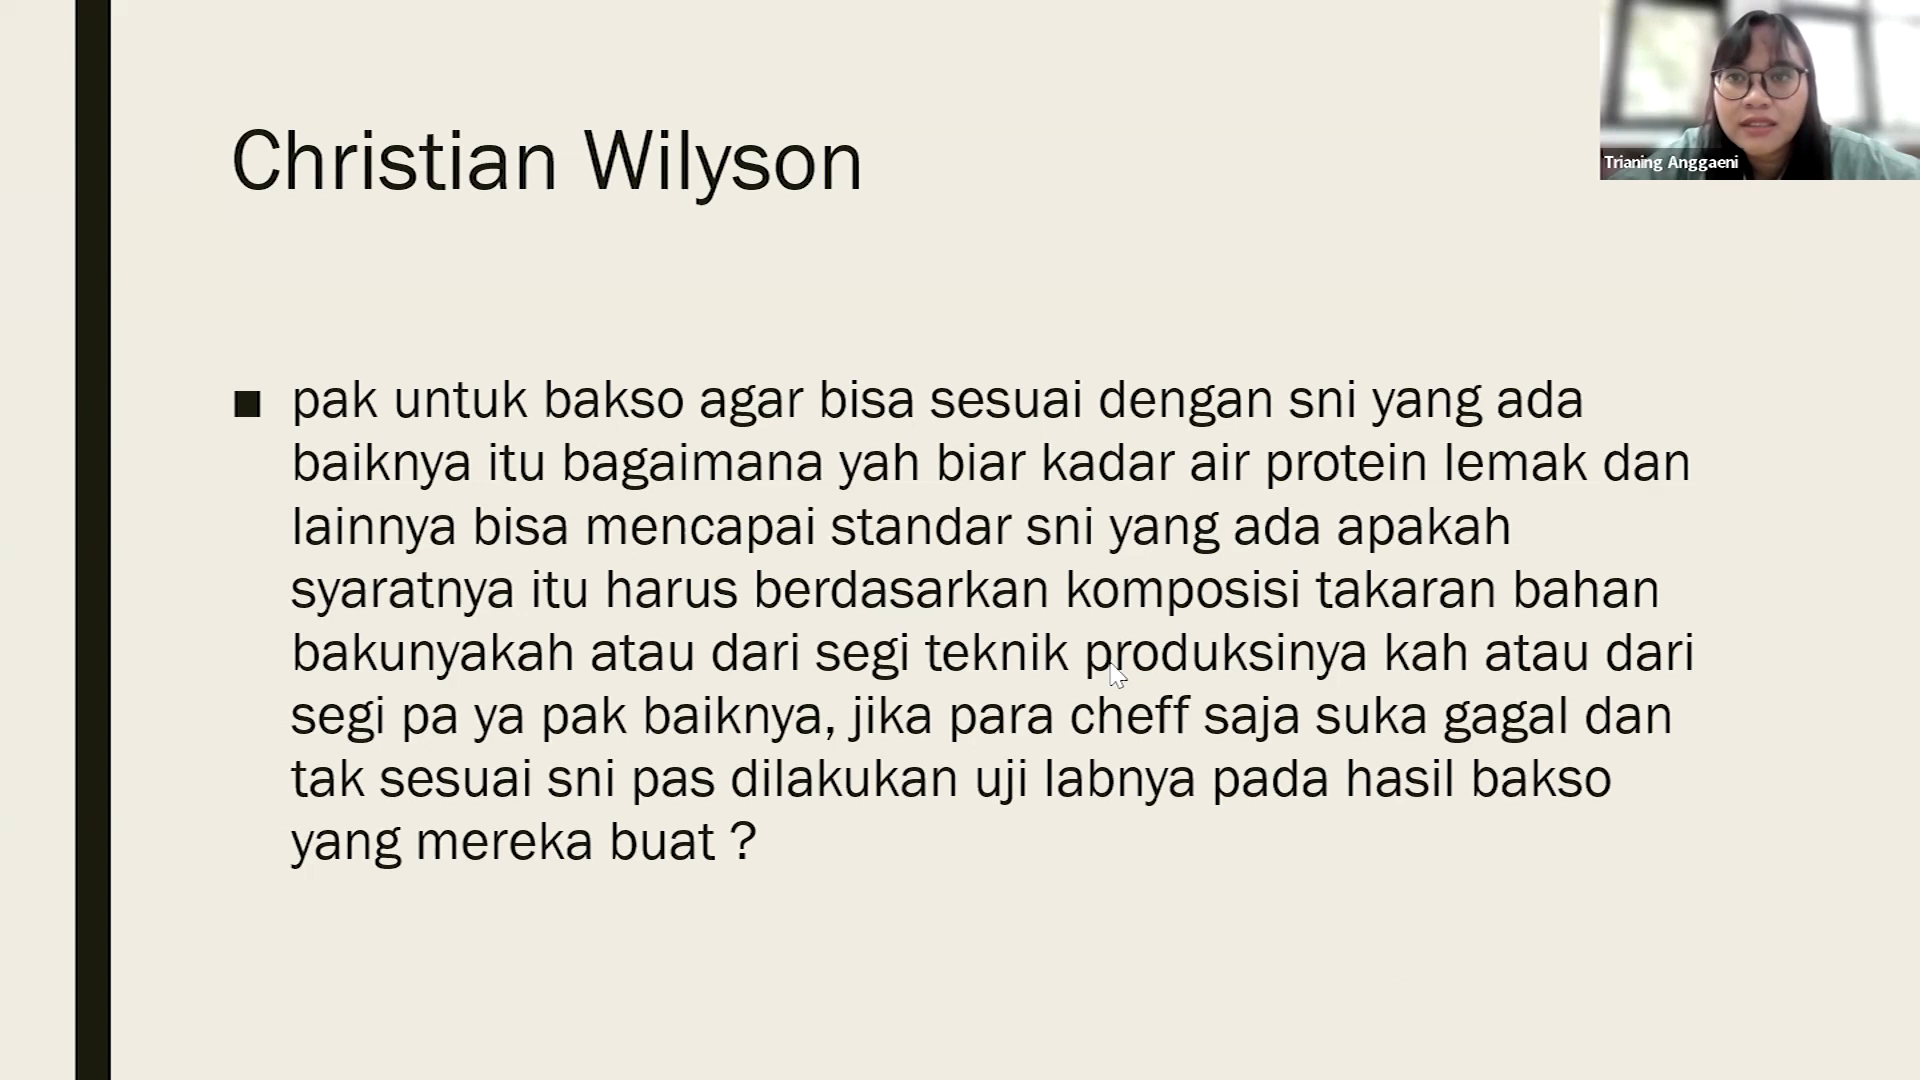 Christian Wilyson
Trianing Anggaeni
■ pak untuk bakso agar bisa sesuai dengan sni yang ada
baiknya itu bagaimana yah biar kadar air protein lemak dan
lainnya bisa mencapai standar sni yang ada apakah
syaratnya itu harus berdasarkan komposisi takaran bahan
bakunyakah atau dari segi teknik produksinya kah atau dari
segi pa ya pak baiknya, jika para cheff saja suka gagal dan
tak sesuai sni pas dilakukan uji labnya pada hasil bakso
yang mereka buat ?